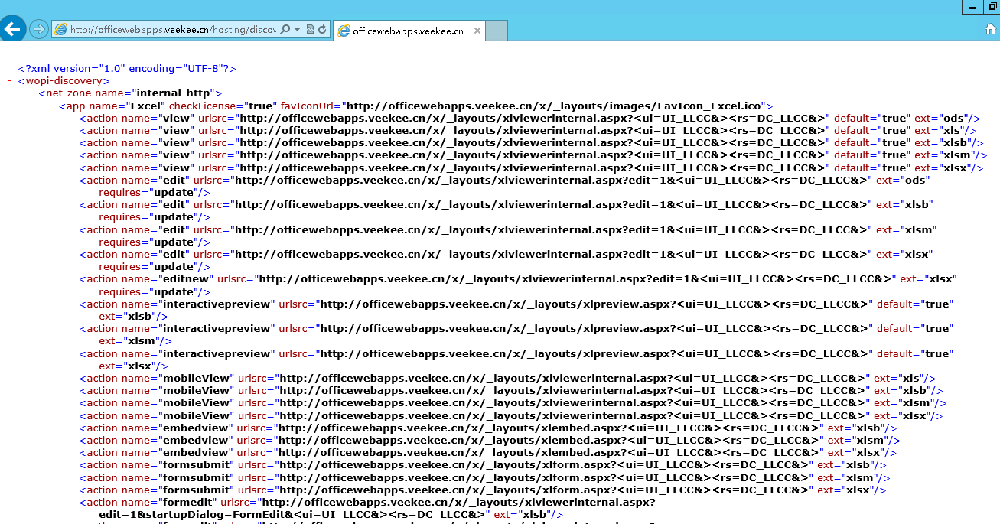 http://officewebapps.veekee.cn/hosting/discov
officewebapps.veekee.cn
<?xml version="1.0" encoding="UTF-8"?>
- <wopi-discovery>
- <net-zone name="internal-http">
- <app name="Excel" checkLicense="true" favIconUrl="http://officewebapps.veekee.cn/x/_layouts/images/FavIcon_Excel.ico">
<action name="view" urlsrc="http://officewebapps.veekee.cn/x/_layouts/xlviewerinternal.aspx?<ui=UI_LLCC&><rs=DC_LLCC&>" default="true" ext="ods"/>
<action name="view" urlsrc="http://officewebapps.veekee.cn/x/_layouts/xlviewerinternal.aspx?<ui=UI_LLCC&><rs=DC_LLCC&>" default="true" ext="xls"/>
<action name="view" urlsrc="http://officewebapps.veekee.cn/x/_layouts/xlviewerinternal.aspx?<ui=UI_LLCC&><rs=DC_LLCC&>" default="true" ext="xlsb"/>
<action name="view" urlsrc="http://officewebapps.veekee.cn/x/_layouts/xlviewerinternal.aspx?<ui=UI_LLCC&><rs=DC_LLCC&>" default="true" ext="xlsm"/>
<action name="view" urlsrc="http://officewebapps.veekee.cn/x/_layouts/xlviewerinternal.aspx?<ui=UI_LLCC&><rs=DC_LLCC&>" default="true" ext="xlsx"/>
<action name="edit" urlsrc="http://officewebapps.veekee.cn/x/_layouts/xlviewerinternal.aspx?edit=1&<ui=UI_LLCC&><rs=DC_LLCC&>" ext="ods"
requires="update"/>
<action name="edit" urlsrc="http://officewebapps.veekee.cn/x/_layouts/xlviewerinternal.aspx?edit=1&<ui=UI_LLCC&><rs=DC_LLCC&>" ext="xlsb"
requires="update"/>
<action name="edit" urlsrc="http://officewebapps.veekee.cn/x/_layouts/xlviewerinternal.aspx?edit=1&<ui=UI_LLCC&><rs=DC_LLCC&>" ext="xlsm"
requires="update"/>
<action name="edit" urlsrc="http://officewebapps.veekee.cn/x/_layouts/xlviewerinternal.aspx?edit=1&<ui=UI_LLCC&><rs=DC_LLCC&>" ext="xlsx"
requires="update"/>
<action name="editnew" urlsrc="http://officewebapps.veekee.cn/x/_layouts/xlviewerinternal.aspx?edit=1&<ui=UI_LLCC&><rs=DC_LLCC&>" ext="xlsx"
requires="update"/>
<action name="interactivepreview" urlsrc="http://officewebapps.veekee.cn/x/_layouts/xlpreview.aspx?<ui=UI_LLCC&><rs=DC_LLCC&>" default="true"
ext="xlsb"/>
<action name="interactivepreview" urlsrc="http://officewebapps.veekee.cn/x/_layouts/xlpreview.aspx?<ui=UI_LLCC&><rs=DC_LLCC&>" default="true"
ext="xlsm"/>
<action name="interactivepreview" urlsrc="http://officewebapps.veekee.cn/x/_layouts/xlpreview.aspx?<ui=UI_LLCC&><rs=DC_LLCC&>" default="true"
ext="xlsx"/>
<action name="mobileView" urlsrc="http://officewebapps.veekee.cn/x/_layouts/xlviewerinternal.aspx?<ui=UI_LLCC&><rs=DC_LLCC&>" ext="xls"/>
<action name="mobileView" urlsrc="http://officewebapps.veekee.cn/x/_layouts/xlviewerinternal.aspx?<ui=UI_LLCC&><rs=DC_LLCC&>" ext="xlsb"/>
<action name="mobileView" urlsrc="http://officewebapps.veekee.cn/x/_layouts/xlviewerinternal.aspx?<ui=UI_LLCC&><rs=DC_LLCC&>" ext="xlsm"/>
<action name="mobileView" urlsrc="http://officewebapps.veekee.cn/x/_layouts/xlviewerinternal.aspx?<ui=UI_LLCC&><rs=DC_LLCC&>" ext="xlsx"/>
<action name="embedview" urlsrc="http://officewebapps.veekee.cn/x/_layouts/xlembed.aspx?<ui=UI_LLCC&><rs=DC_LLCC&>" ext="xlsb"/>
<action name="embedview" urlsrc="http://officewebapps.veekee.cn/x/_layouts/xlembed.aspx?<ui=UI_LLCC&><rs=DC_LLCC&>" ext="xlsm"/>
<action name="embedview" urlsrc="http://officewebapps.veekee.cn/x/_layouts/xlembed.aspx?<ui=UI_LLCC&><rs=DC_LLCC&>" ext="xlsx"/>
<action name="formsubmit" urlsrc="http://officewebapps.veekee.cn/x/_layouts/xlform.aspx?<ui=UI_LLCC&><rs=DC_LLCC&>" ext="xlsb"/>
<action name="formsubmit" urlsrc="http://officewebapps.veekee.cn/x/_layouts/xlform.aspx?<ui=UI_LLCC&><rs=DC_LLCC&>" ext="xlsm"/>
<action name="formsubmit" urlsrc="http://officewebapps.veekee.cn/x/_layouts/xlform.aspx?<ui=UI_LLCC&><rs=DC_LLCC&>" ext="xlsx"/>
<action name="formedit" urlsrc="http://officewebapps.veekee.cn/x/_layouts/xlviewerinternal.aspx?
edit=1&startupDialog=FormEdit&<ui=UI_LLCC&><rs=DC_LLCC&>" ext="xlsb"/>